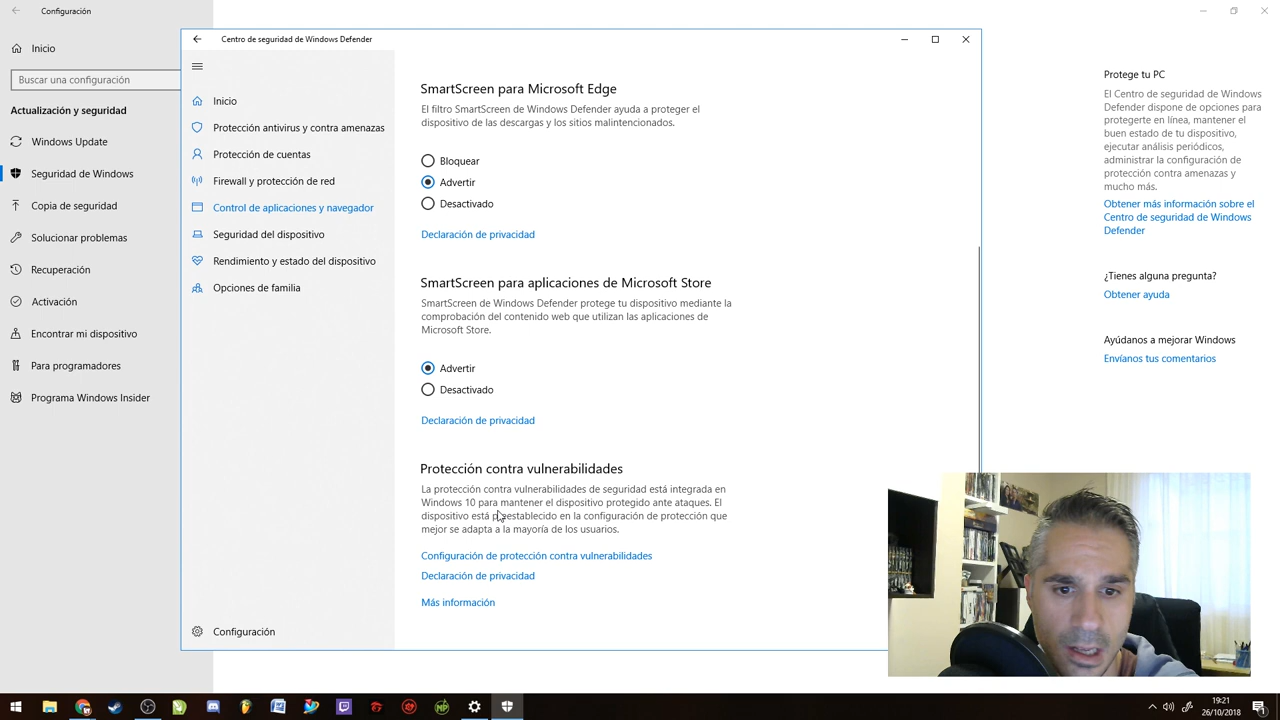 Configuración
Inicio
Buscar una configuración
Actualización y seguridad
Windows Update
Seguridad de Windows
Copia de seguridad
Solucionar problemas
Recuperación
Activación
Encontrar mi dispositivo
Para programadores
Programa Windows Insider
Centro de seguridad de Windows Defender
Inicio
Protección antivirus y contra amenazas
Protección de cuentas
Firewall y protección de red
Control de aplicaciones y navegador
Seguridad del dispositivo
Rendimiento y estado del dispositivo
Opciones de familia
Configuración
SmartScreen para Microsoft Edge
El filtro SmartScreen de Windows Defender ayuda a proteger el
dispositivo de las descargas y los sitios malintencionados.
Bloquear
Advertir
Desactivado
Declaración de privacidad
SmartScreen para aplicaciones de Microsoft Store
SmartScreen de Windows Defender protege tu dispositivo mediante la
comprobación del contenido web que utilizan las aplicaciones de
Microsoft Store.
Advertir
Desactivado
Declaración de privacidad
Protección contra vulnerabilidades
La protección contra vulnerabilidades de seguridad está integrada en
Windows 10 para mantener el dispositivo protegido ante ataques. El
dispositivo está preestablecido en la configuración de protección que
mejor se adapta a la mayoría de los usuarios.
Configuración de protección contra vulnerabilidades
Declaración de privacidad
Más información
Protege tu PC
El Centro de seguridad de Windows
Defender dispone de opciones para
protegerte en línea, mantener el
buen estado de tu dispositivo,
ejecutar análisis periódicos,
administrar la configuración de
protección contra amenazas y
mucho más.
Obtener más información sobre el
Centro de seguridad de Windows
Defender
¿Tienes alguna pregunta?
Obtener ayuda
Ayúdanos a mejorar Windows
Envíanos tus comentarios
19:21
26/10/2018